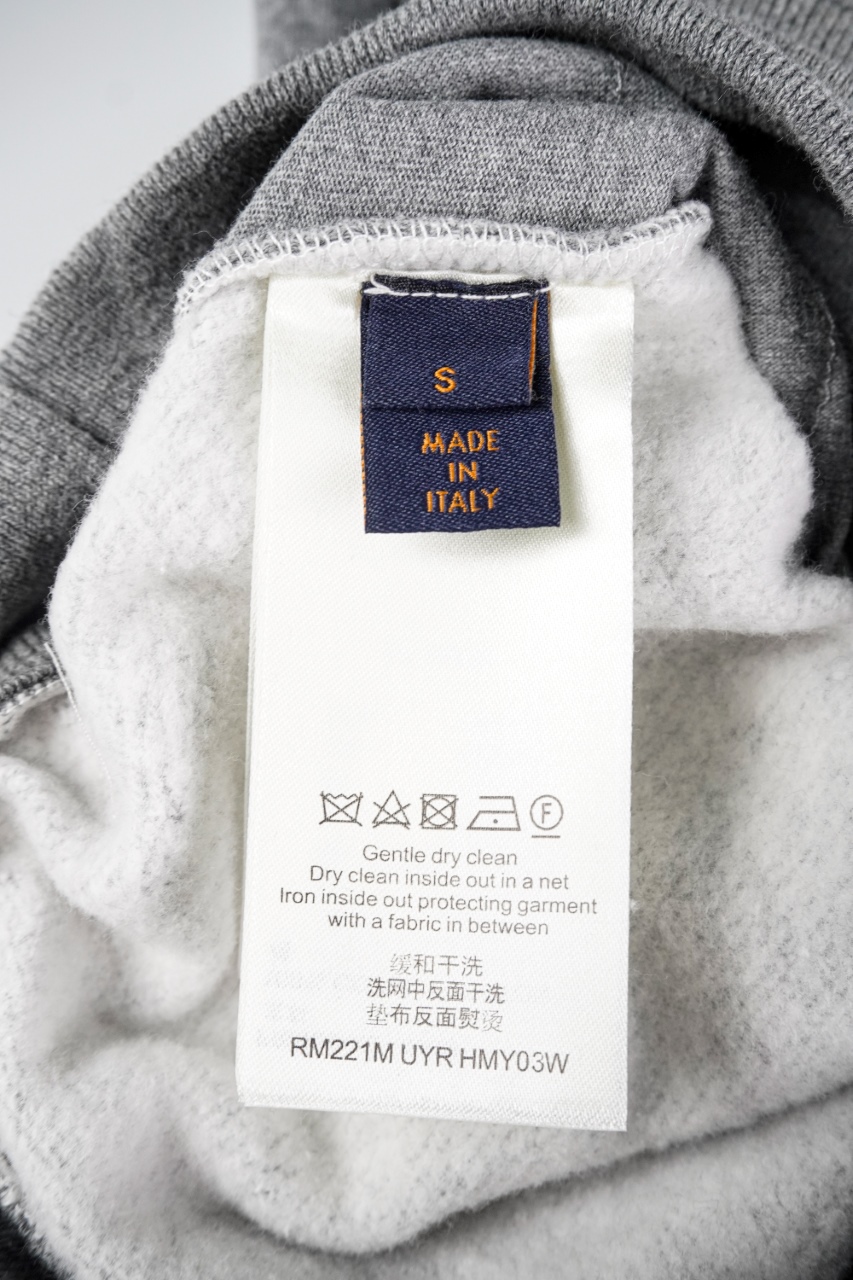 S
MADE
IN
ITALY
F
Gentle dry clean
Dry clean inside out in a net
Iron inside out protecting garment
with a fabric in between
缓和干洗
洗网中反面干洗
垫布反面熨烫
RM221M UYR HMY03W